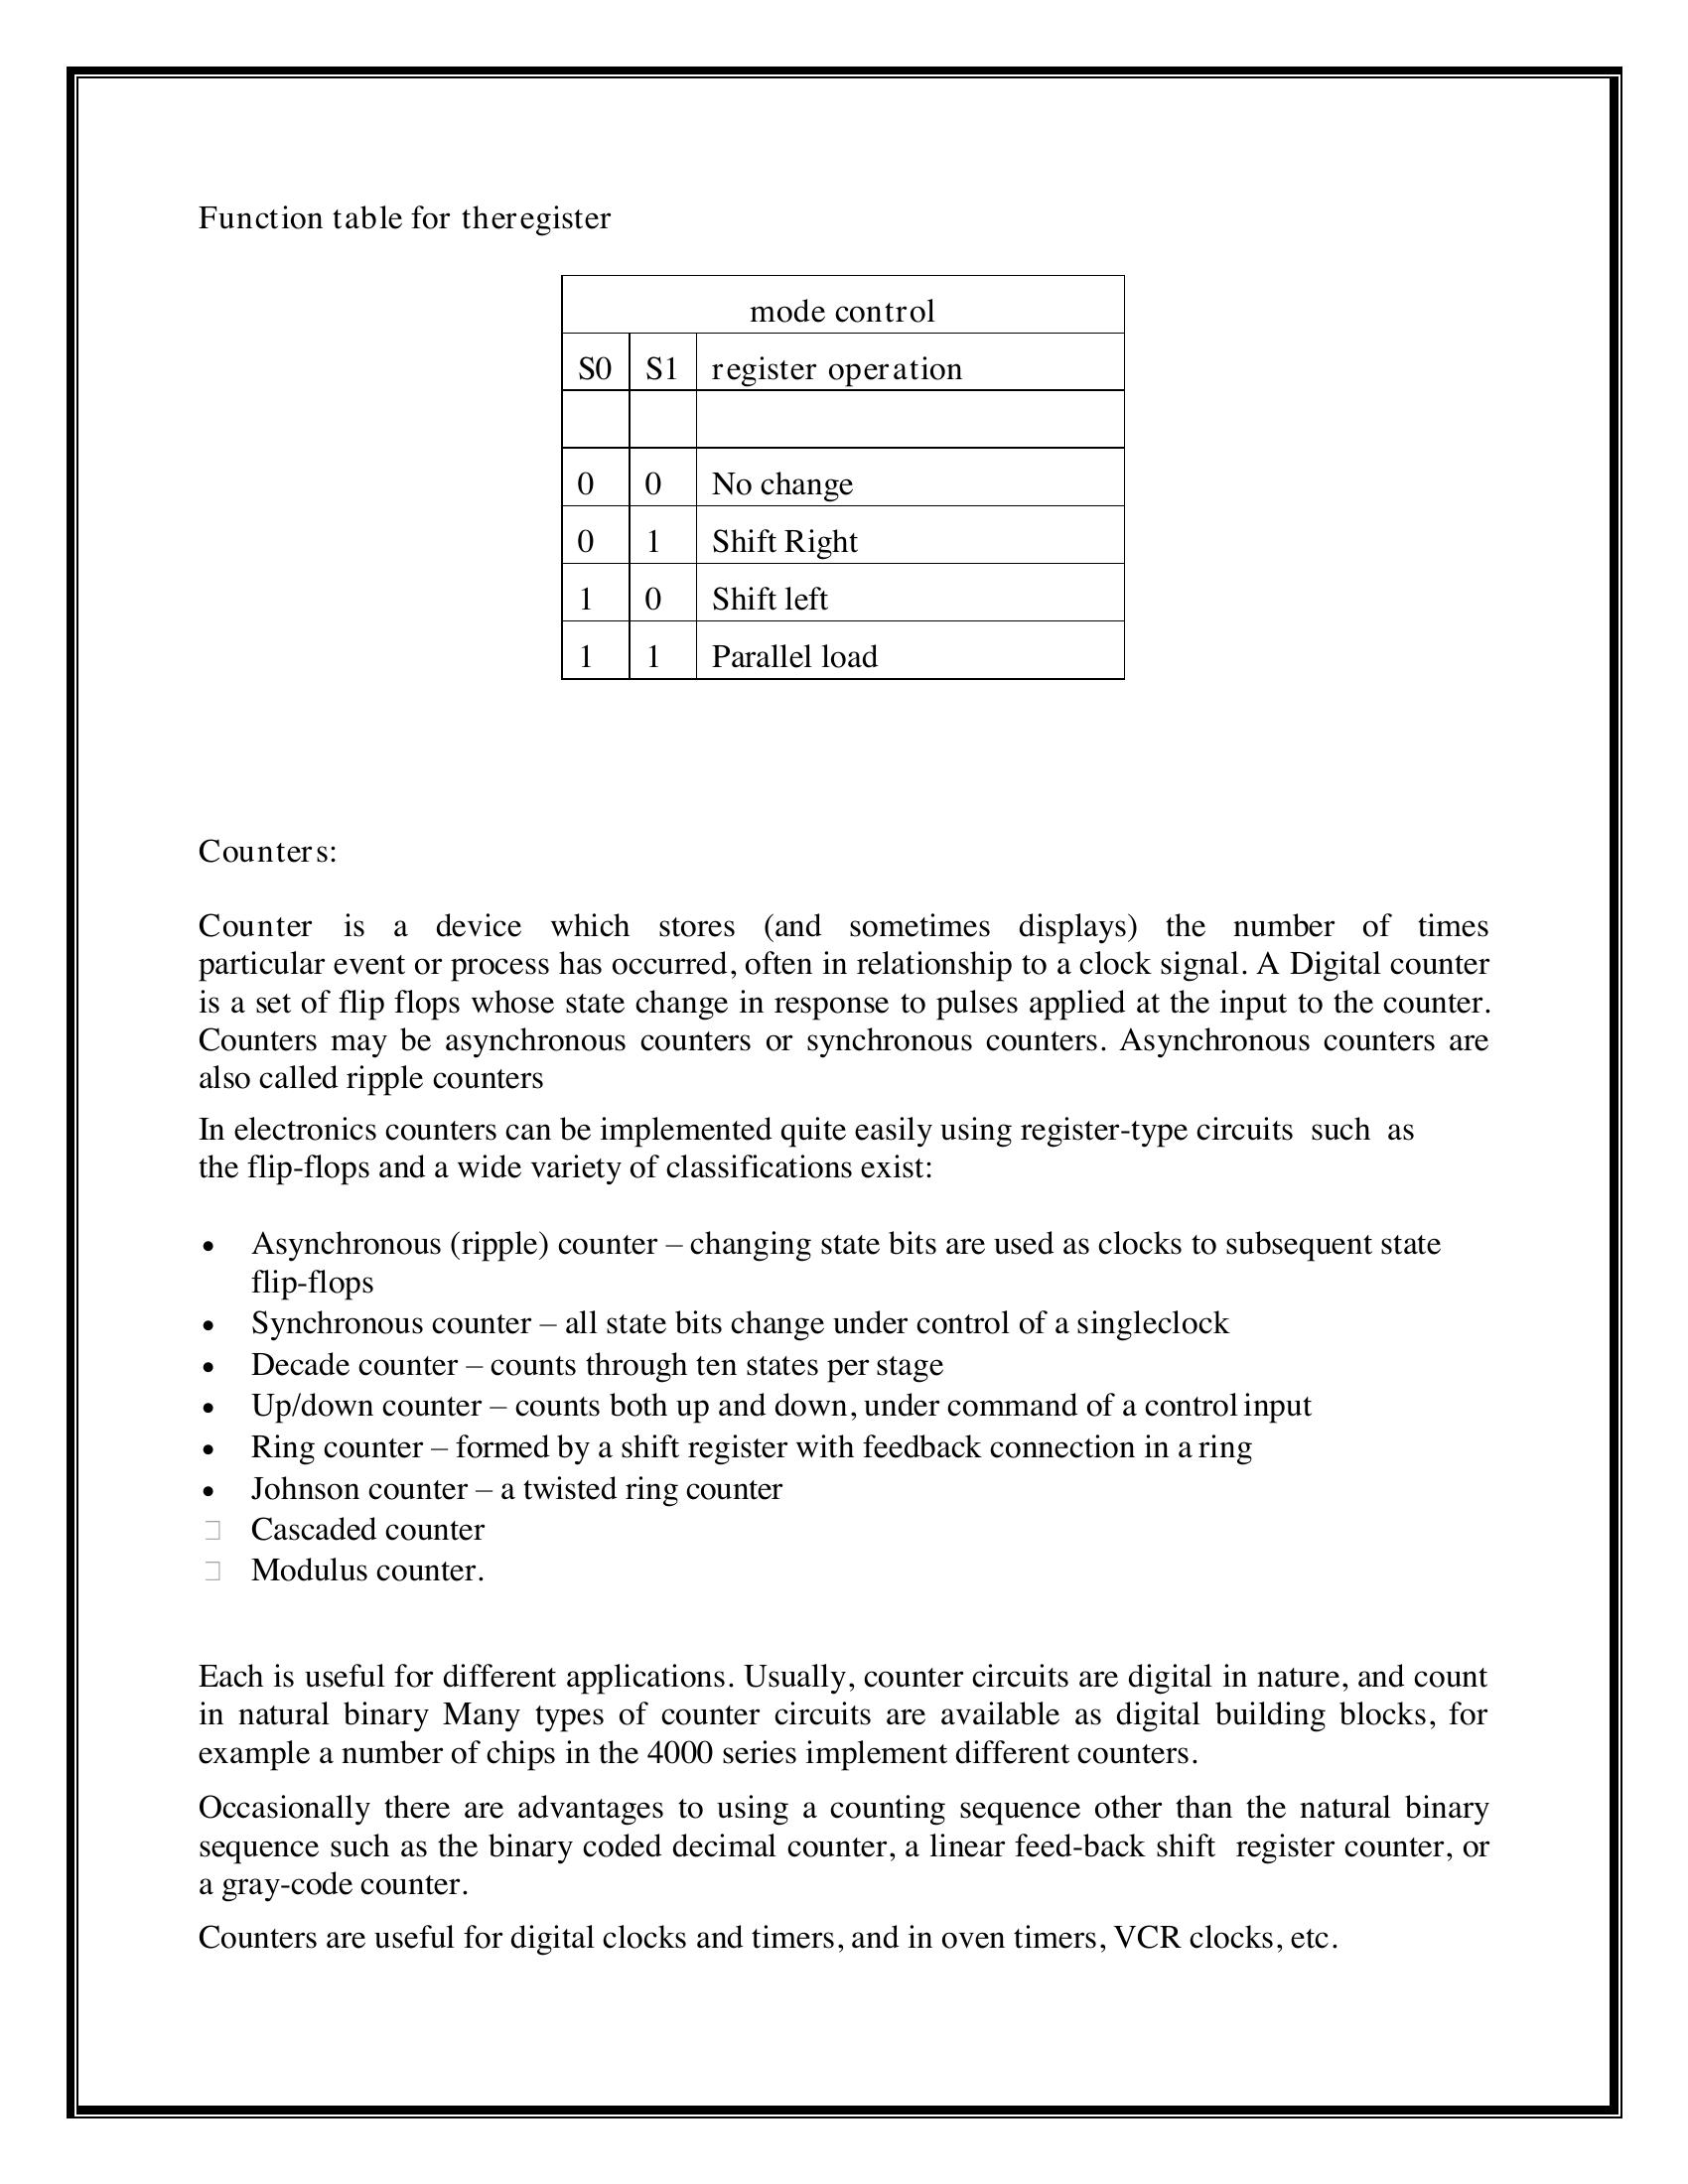 Function table for theregister
mode control
S0 S1 register operation
0 0 No change
0 1 Shift Right
1 0 Shift left
1 1 Parallel load
Counters:
Counter is a device which stores (and sometimes displays) the number of times
particular event or process has occurred, often in relationship to a clock signal. A Digital counter
is a set of flip flops whose state change in response to pulses applied at the input to the counter.
Counters may be asynchronous counters or synchronous counters. Asynchronous counters are
also called ripple counters
In electronics counters can be implemented quite easily using register-type circuits such as
the flip-flops and a wide variety of classifications exist:
• Asynchronous (ripple) counter – changing state bits are used as clocks to subsequent state
flip-flops
• Synchronous counter – all state bits change under control of a singleclock
• Decade counter – counts through ten states per stage
• Up/down counter – counts both up and down, under command of a control input
• Ring counter – formed by a shift register with feedback connection in a ring
• Johnson counter – a twisted ring counter
Cascaded counter
Modulus counter.
Each is useful for different applications. Usually, counter circuits are digital in nature, and count
in natural binary Many types of counter circuits are available as digital building blocks, for
example a number of chips in the 4000 series implement different counters.
Occasionally there are advantages to using a counting sequence other than the natural binary
sequence such as the binary coded decimal counter, a linear feed-back shift register counter, or
a gray-code counter.
Counters are useful for digital clocks and timers, and in oven timers, VCR clocks, etc.